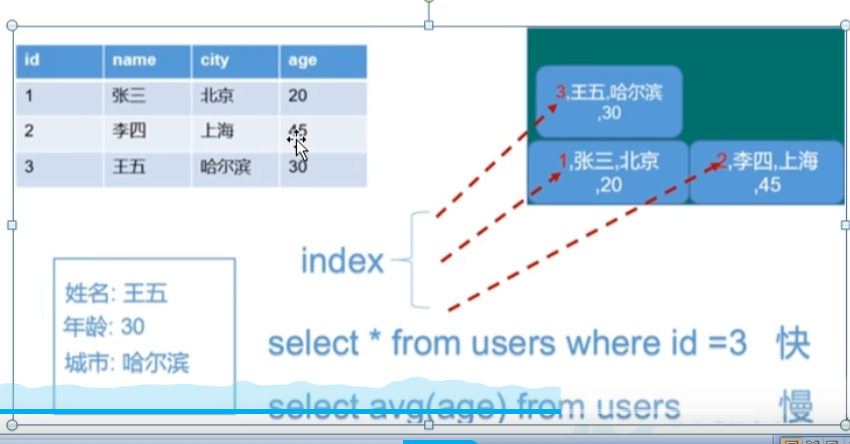 id name city age
1 张三 北京 20
2 李四 上海 45
3 王五 哈尔滨 30
3,王五,哈尔滨
,30
1,张三,北京
,20
2,李四,上海
,45
index
姓名: 王五
年龄: 30
城市: 哈尔滨
select * from users where id =3 快
select avg(age) from users 慢